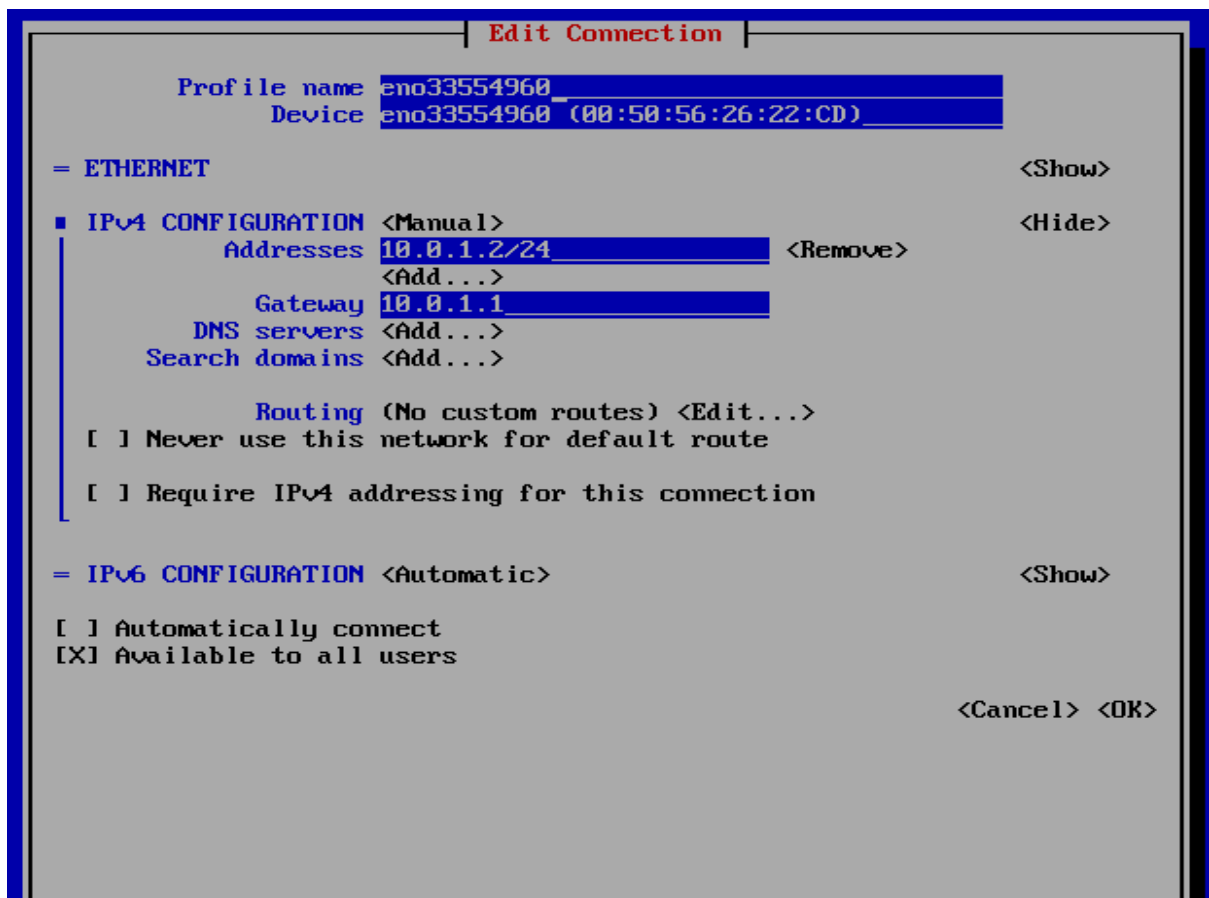 Edit Connection
Profile name eno33554960
Device eno33554960 (00:50:56:26:22:CD)
= ETHERNET <Show>
IPv4 CONFIGURATION <Manual> <Hide>
Addresses 10.0.1.2/24 <Remove>
<Add...>
Gateway 10.0.1.1
DNS servers <Add...>
Search domains <Add...>
Routing (No custom routes) <Edit...>
[ ] Never use this network for default route
[ ] Require IPv4 addressing for this connection
= IPv6 CONFIGURATION <Automatic> <Show>
[ ] Automatically connect
[X] Available to all users
<Cancel> <OK>